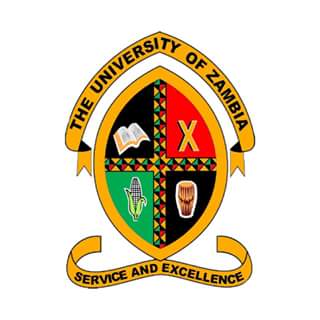 THE UNIVERSITY OF ZAMBIA
SERVICE AND EXCELLENCE